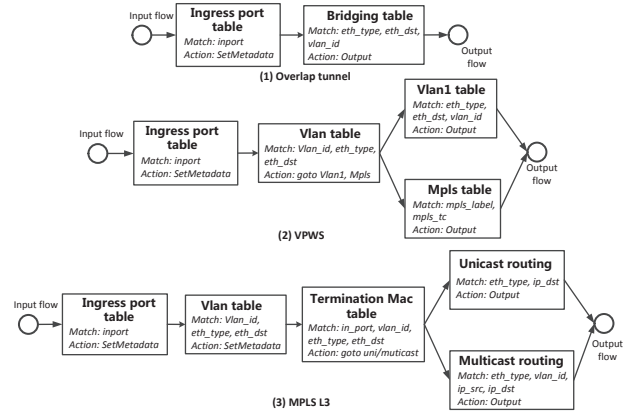 Input flow
Ingress port
table
Match: inport
Action: SetMetadata
Bridging table
Match: eth_type, eth_dst,
vlan_id
Action: Output
Output
flow
(1) Overlap tunnel
Input flow
Ingress port
table
Match: inport
Action: SetMetadata
Vlan table
Match: Vlan_id, eth_type,
eth_dst
Action: goto Vlan1, Mpls
Vlan1 table
Match: eth_type,
eth_dst, vlan_id
Action: Output
Mpls table
Match: mpls_label,
mpls_tc
Action: Output
Output
flow
(2) VPWS
Input flow
Ingress port
table
Match: inport
Action: SetMetadata
Vlan table
Match: Vlan_id,
eth_type, eth_dst
Action: SetMetadata
Termination Mac
table
Match: in_port, vlan_id,
eth_type, eth_dst
Action: goto uni/muticast
Unicast routing
Match: eth_type, ip_dst
Action: Output
Multicast routing
Match: eth_type, vlan_id,
ip_src, ip_dst
Action: Output
Output
flow
(3) MPLS L3